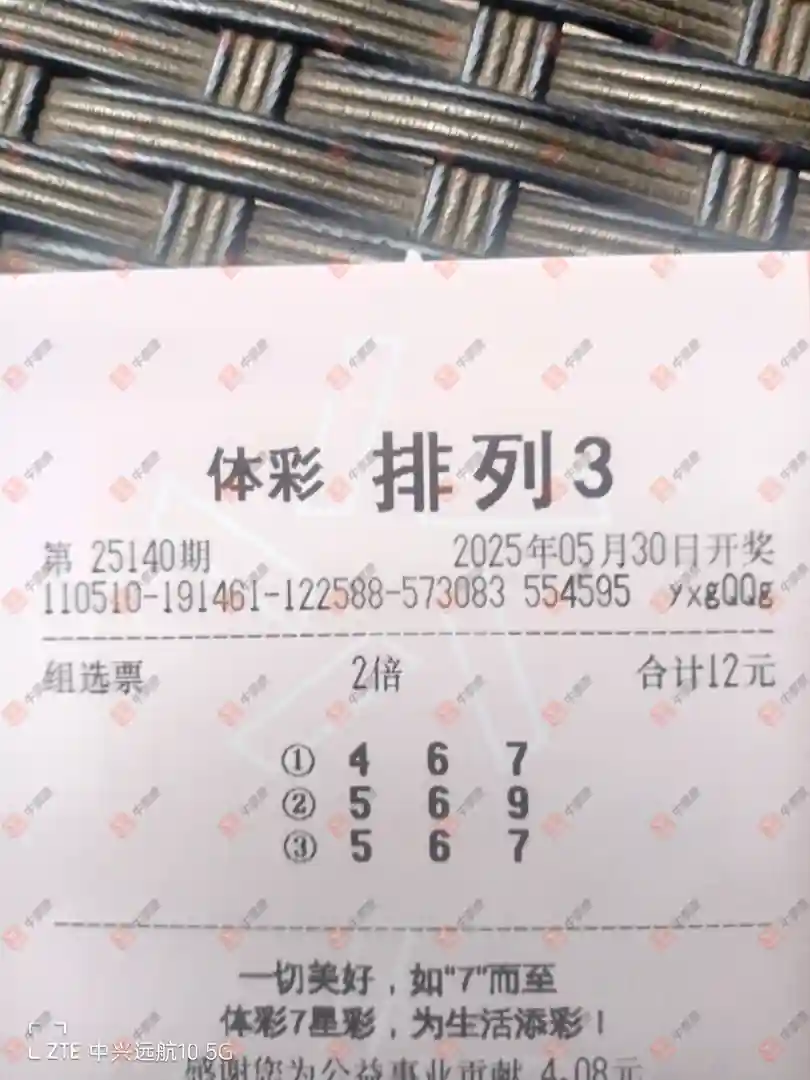 体彩 排列3
第 25140期 2025年05月30日开奖
110510-191461-122588-573083 554595 yxgQQg
组选票 2倍 合计12元
① 4 6 7
② 5 6 9
③ 5 6 7
一切美好，如"7"而至
体彩7星彩，为生活添彩！
感谢您为公益事业贡献 4.08元
ZTE 中兴远航10 5G